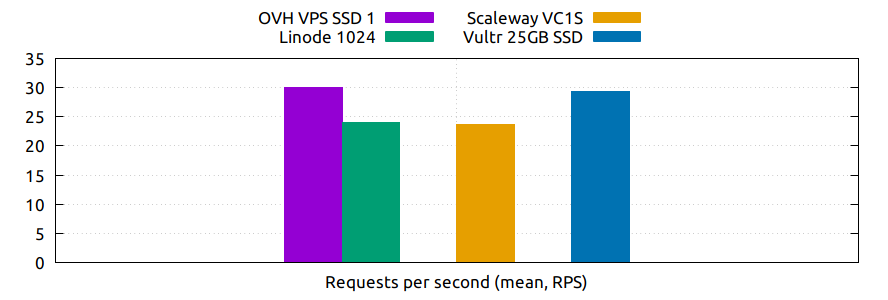 OVH VPS SSD 1
Linode 1024
Scaleway VC1S
Vultr 25GB SSD
35
30
25
20
15
10
5
0
Requests per second (mean, RPS)